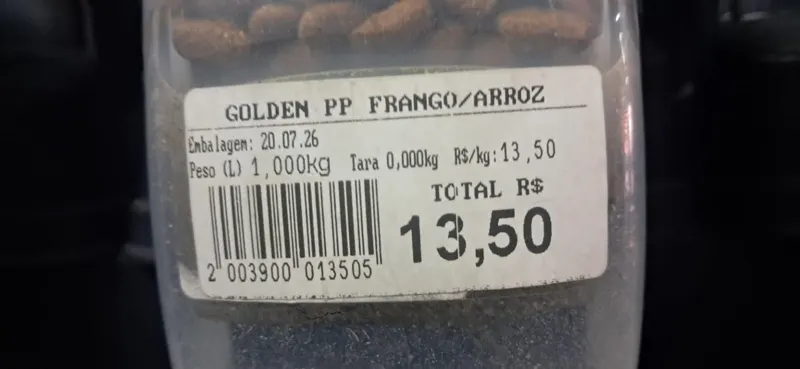 GOLDEN PP FRANGO/ARROZ
Embalagem: 20.07.26
Peso (L) 1,000kg Tara 0,000kg R$/kg:13,50
TOTAL R$
13,50
2 003900 013505